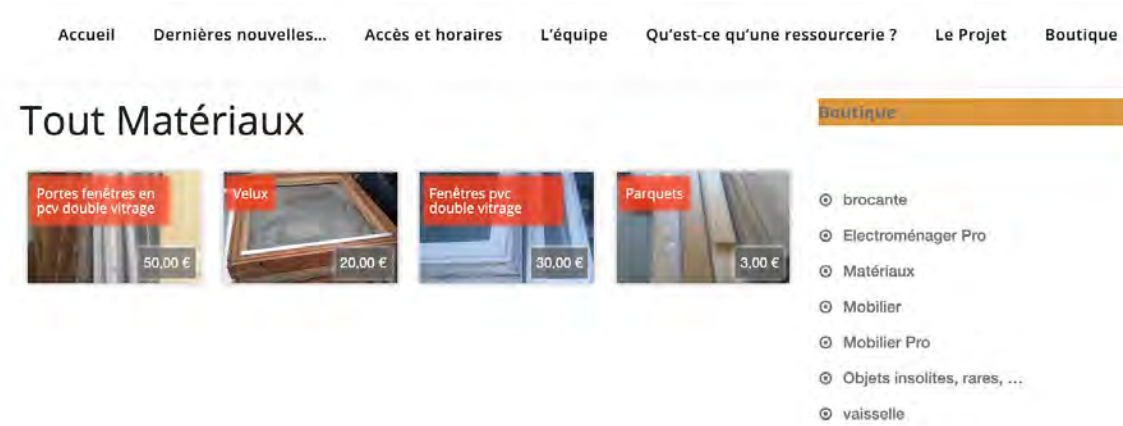 Accueil Dernières nouvelles... Accès et horaires L'équipe Qu'est-ce qu'une ressourcerie ? Le Projet Boutique
Tout Matériaux
Portes fenêtres en
pcv double vitrage
50,00 €
Velux
20,00 €
Fenêtres pvc
double vitrage
30,00 €
Parquets
3,00 €
Boutique
brocante
Electroménager Pro
Matériaux
Mobilier
Mobilier Pro
Objets insolites, rares, ...
vaisselle